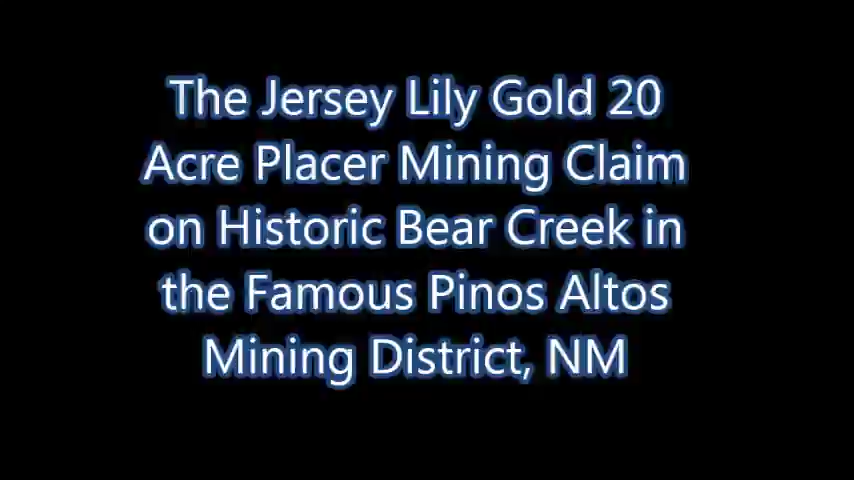 The Jersey Lily Gold 20
Acre Placer Mining Claim
on Historic Bear Creek in
the Famous Pinos Altos
Mining District, NM